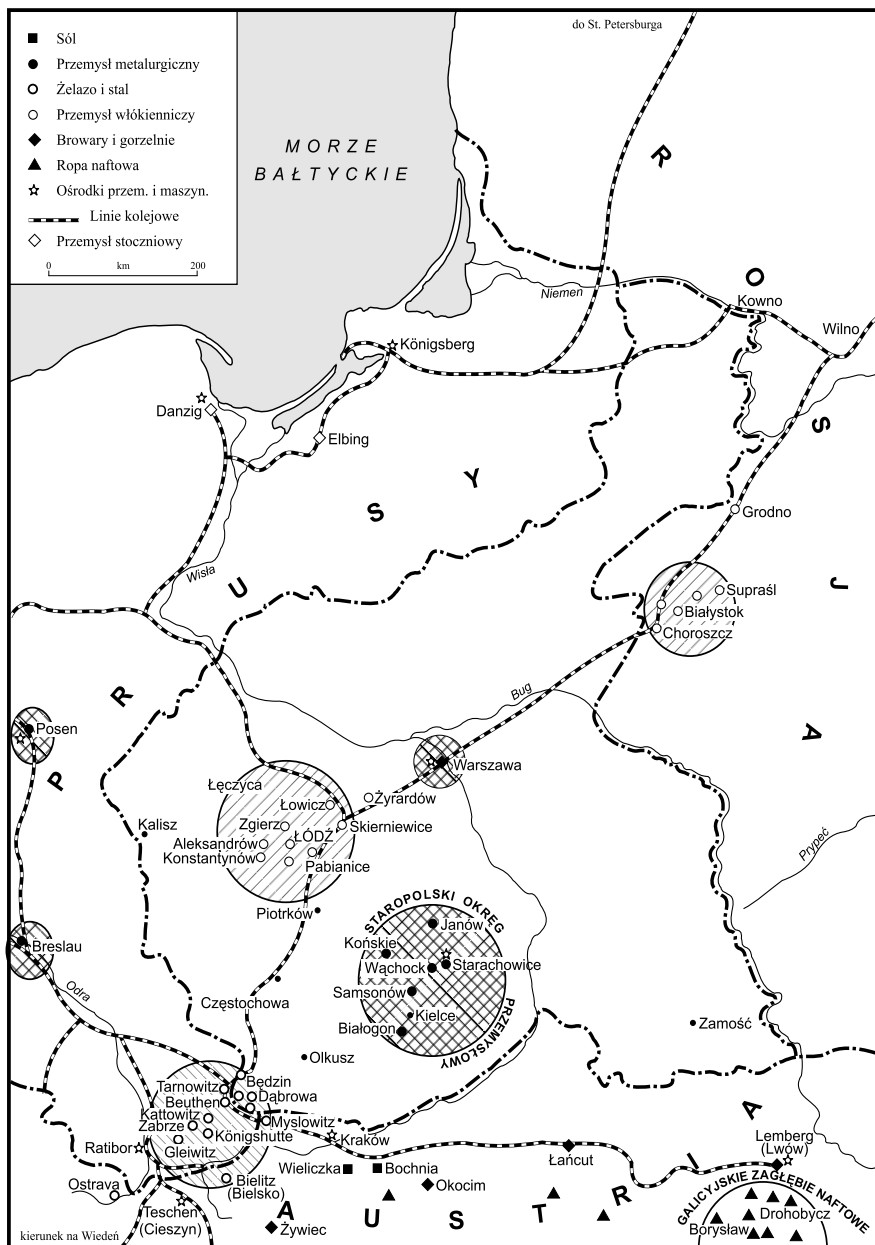 do St. Petersburga
Sól
Przemysł metalurgiczny
Żelazo i stal
Przemysł włókienniczy
Browary i gorzelnie
Ropa naftowa
Ośrodki przem. i maszyn.
Linie kolejowe
Przemysł stoczniowy
0 km 200
MORZE
BAŁTYCKIE
R O S J A
Niemen
Kowno
Wilno
Königsberg
Danzig
Elbing
P R U S Y
Grodno
Wisła
Supraśl
Białystok
Choroszcz
Bug
Posen
Warszawa
Łęczyca
Łowicz
Żyrardów
Kalisz
Zgierz
Skierniewice
Aleksandrów
ŁÓDŹ
Konstantynów
Pabianice
Prypeć
Piotrków
STAROPOLSKI OKRĘG
PRZEMYSŁOWY
Janów
Końskie
Breslau
Wąchock
Starachowice
Odra
Samsonów
Częstochowa
Kielce
Białogon
Zamość
Olkusz
Tarnowitz
Będzin
Beuthen
Dąbrowa
Kattowitz
Zabrze
Myslowitz
Königshutte
Ratibor
Gleiwitz
Kraków
Łańcut
Lemberg
(Lwów)
Wieliczka
Bochnia
Ostrava
Bielitz
(Bielsko)
Okocim
Teschen
(Cieszyn)
Żywiec
A U S T R I A
GALICYJSKIE ZAGŁĘBIE NAFTOWE
Drohobycz
Borysław
kierunek na Wiedeń